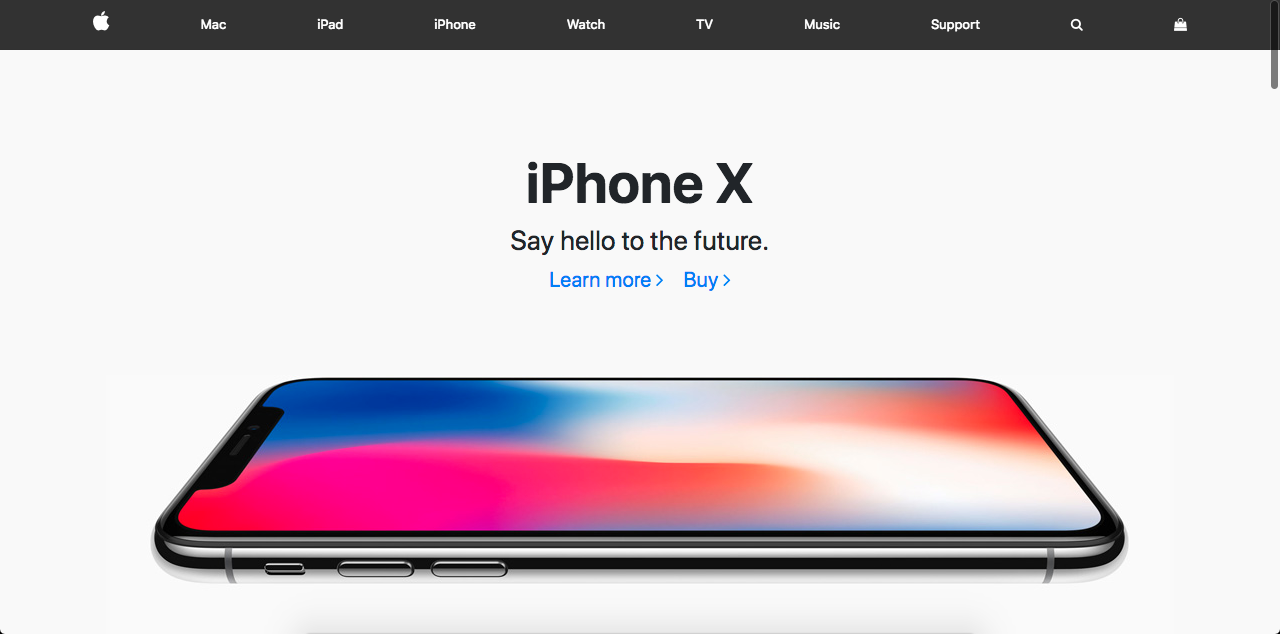 Mac iPad iPhone Watch TV Music Support
iPhone X
Say hello to the future.
Learn more > Buy >